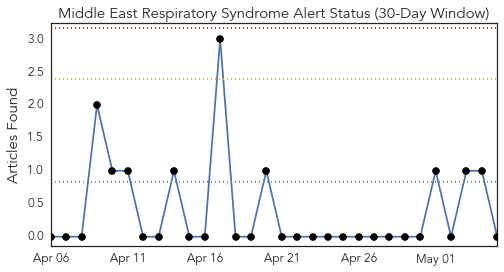 Middle East Respiratory Syndrome Alert Status (30-Day Window)
Articles Found
3.0
2.5
2.0
1.5
1.0
0.5
0.0
Apr 06 Apr 11 Apr 16 Apr 21 Apr 26 May 01